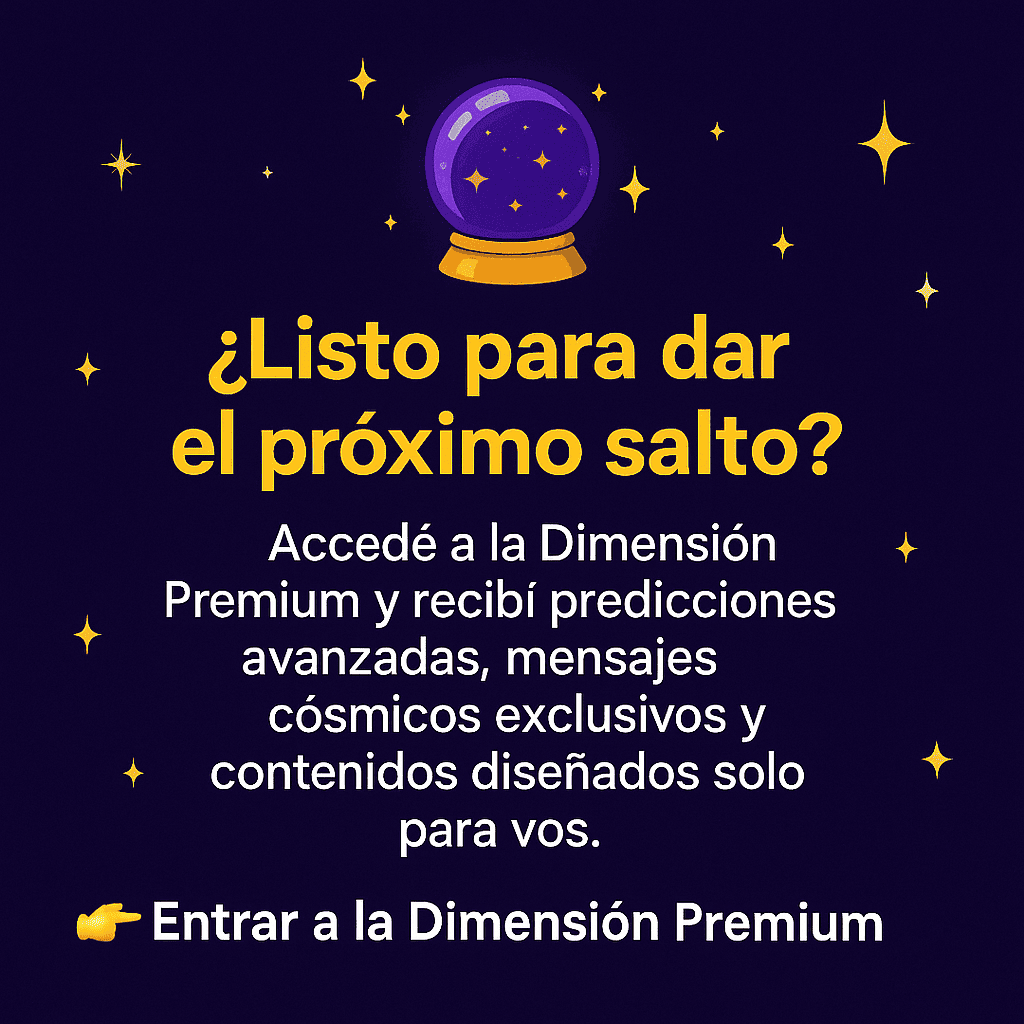 ¿Listo para dar
el próximo salto?
Accedé a la Dimensión
Premium y recibí predicciones
avanzadas, mensajes
cósmicos exclusivos y
contenidos diseñados solo
para vos.
👉 Entrar a la Dimensión Premium